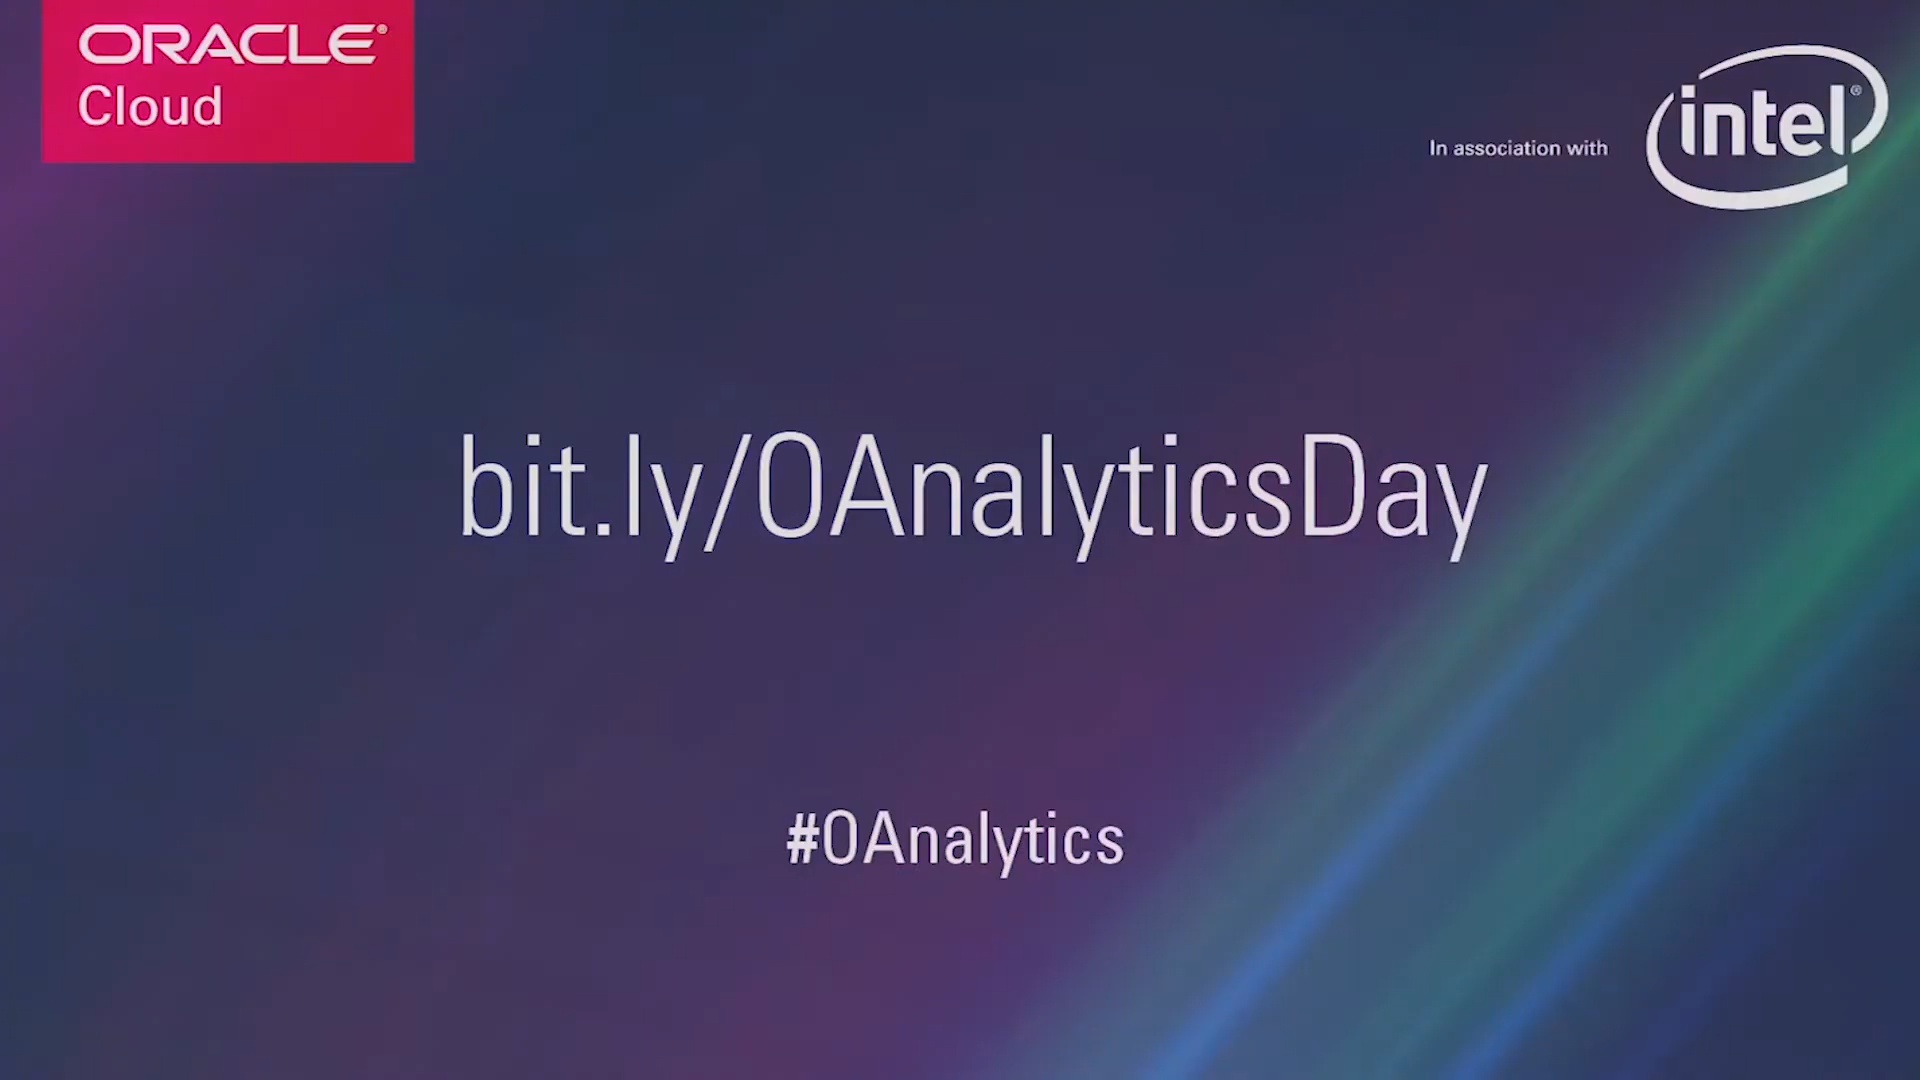 ORACLE®
Cloud
In association with
intel®
bit.ly/OAnalyticsDay
#OAnalytics